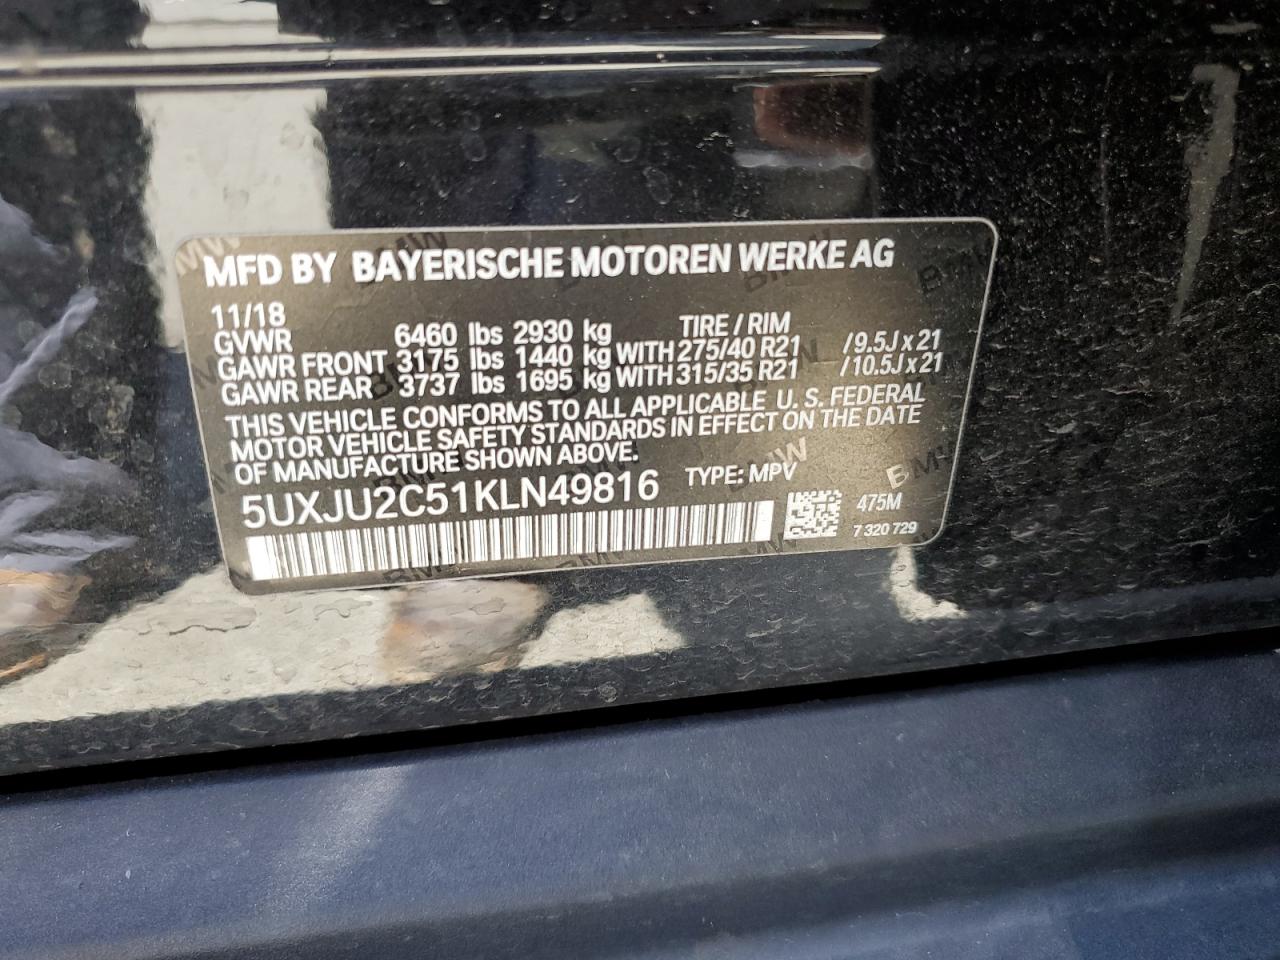 MFD BY BAYERISCHE MOTOREN WERKE AG
11/18 TIRE / RIM
GVWR 6460 lbs 2930 kg
GAWR FRONT 3175 lbs 1440 kg WITH 275/40 R21 /9.5J x 21
GAWR REAR 3737 lbs 1695 kg WITH 315/35 R21 /10.5J x 21
THIS VEHICLE CONFORMS TO ALL APPLICABLE U. S. FEDERAL
MOTOR VEHICLE SAFETY STANDARDS IN EFFECT ON THE DATE
OF MANUFACTURE SHOWN ABOVE.
5UXJU2C51KLN49816 TYPE: MPV
475M
7 320 729